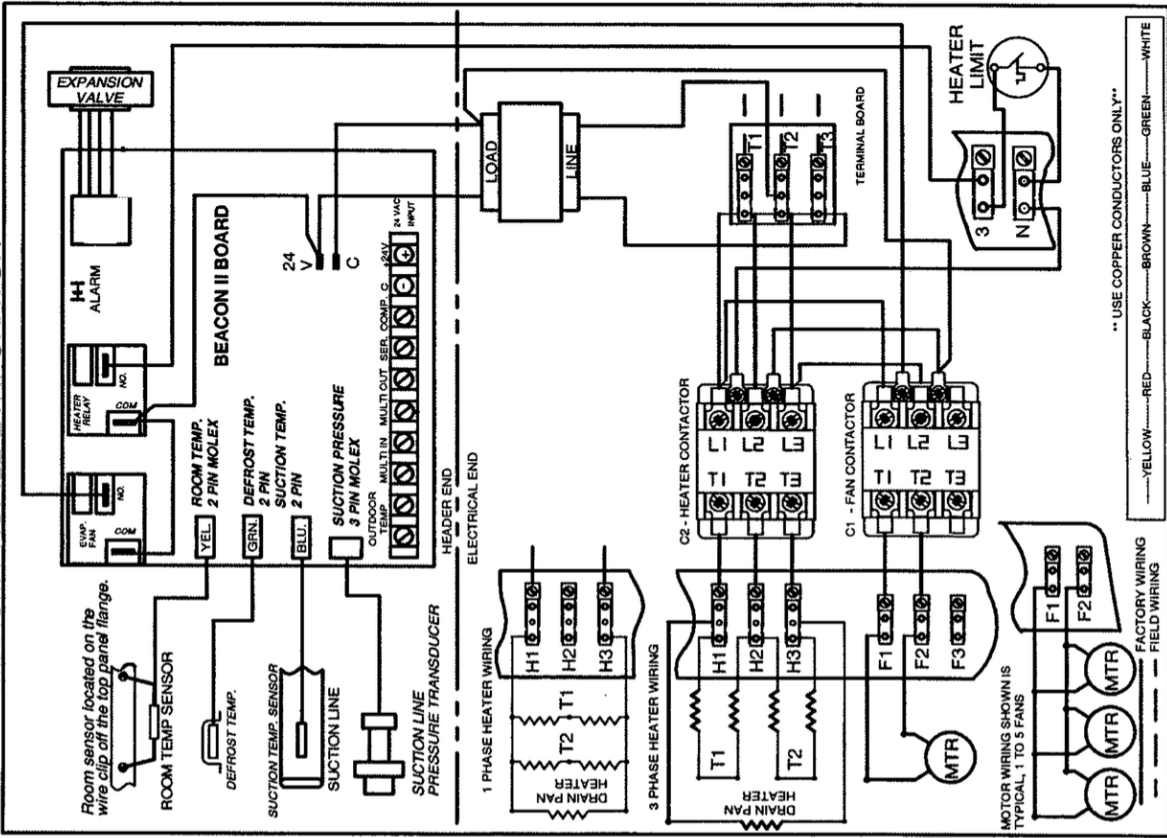 EXPANSION
VALVE
ALARM
HEATER
RELAY
NO.
COM
EVAP.
FAN
NO.
COM
BEACON II BOARD
24
V
C
Room sensor located on the
wire clip off the top panel flange.
ROOM TEMP SENSOR
YEL.
ROOM TEMP.
2 PIN MOLEX
DEFROST TEMP.
GRN.
DEFROST TEMP.
2 PIN
SUCTION TEMP. SENSOR
SUCTION LINE
BLU.
SUCTION TEMP.
2 PIN
SUCTION LINE
PRESSURE TRANSDUCER
SUCTION PRESSURE
3 PIN MOLEX
OUTDOOR
TEMP
MULTI IN
MULTI OUT
SER.
COMP.
C
+24V
24 VAC
INPUT
HEADER END
ELECTRICAL END
LOAD
LINE
T1
T2
T3
TERMINAL BOARD
HEATER
LIMIT
3
N
1 PHASE HEATER WIRING
H1
H2
H3
T1
T2
DRAIN PAN
HEATER
3 PHASE HEATER WIRING
H1
H2
H3
T1
T2
DRAIN PAN
HEATER
F1
F2
F3
MTR
C2 - HEATER CONTACTOR
L1
L2
L3
T1
T2
T3
C1 - FAN CONTACTOR
L1
L2
L3
T1
T2
T3
MOTOR WIRING SHOWN IS
TYPICAL, 1 TO 5 FANS
F1
F2
MTR
MTR
MTR
FACTORY WIRING
FIELD WIRING
** USE COPPER CONDUCTORS ONLY**
YELLOW RED BLACK BROWN BLUE GREEN WHITE